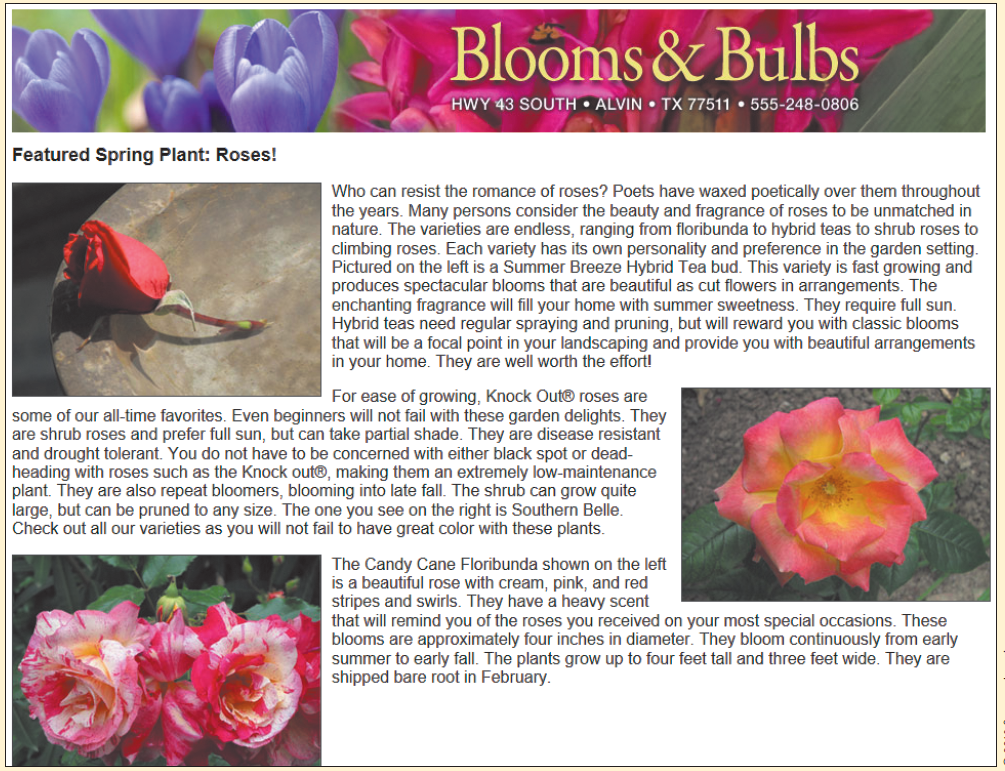 Blooms & Bulbs
HWY 43 SOUTH • ALVIN • TX 77511 • 555-248-0806
Featured Spring Plant: Roses!
Who can resist the romance of roses? Poets have waxed poetically over them throughout
the years. Many persons consider the beauty and fragrance of roses to be unmatched in
nature. The varieties are endless, ranging from floribunda to hybrid teas to shrub roses to
climbing roses. Each variety has its own personality and preference in the garden setting.
Pictured on the left is a Summer Breeze Hybrid Tea bud. This variety is fast growing and
produces spectacular blooms that are beautiful as cut flowers in arrangements. The
enchanting fragrance will fill your home with summer sweetness. They require full sun.
Hybrid teas need regular spraying and pruning, but will reward you with classic blooms
that will be a focal point in your landscaping and provide you with beautiful arrangements
in your home. They are well worth the effort!
For ease of growing, Knock Out® roses are
some of our all-time favorites. Even beginners will not fail with these garden delights. They
are shrub roses and prefer full sun, but can take partial shade. They are disease resistant
and drought tolerant. You do not have to be concerned with either black spot or dead-
heading with roses such as the Knock out®, making them an extremely low-maintenance
plant. They are also repeat bloomers, blooming into late fall. The shrub can grow quite
large, but can be pruned to any size. The one you see on the right is Southern Belle.
Check out all our varieties as you will not fail to have great color with these plants.
The Candy Cane Floribunda shown on the left
is a beautiful rose with cream, pink, and red
stripes and swirls. They have a heavy scent
that will remind you of the roses you received on your most special occasions. These
blooms are approximately four inches in diameter. They bloom continuously from early
summer to early fall. The plants grow up to four feet tall and three feet wide. They are
shipped bare root in February.